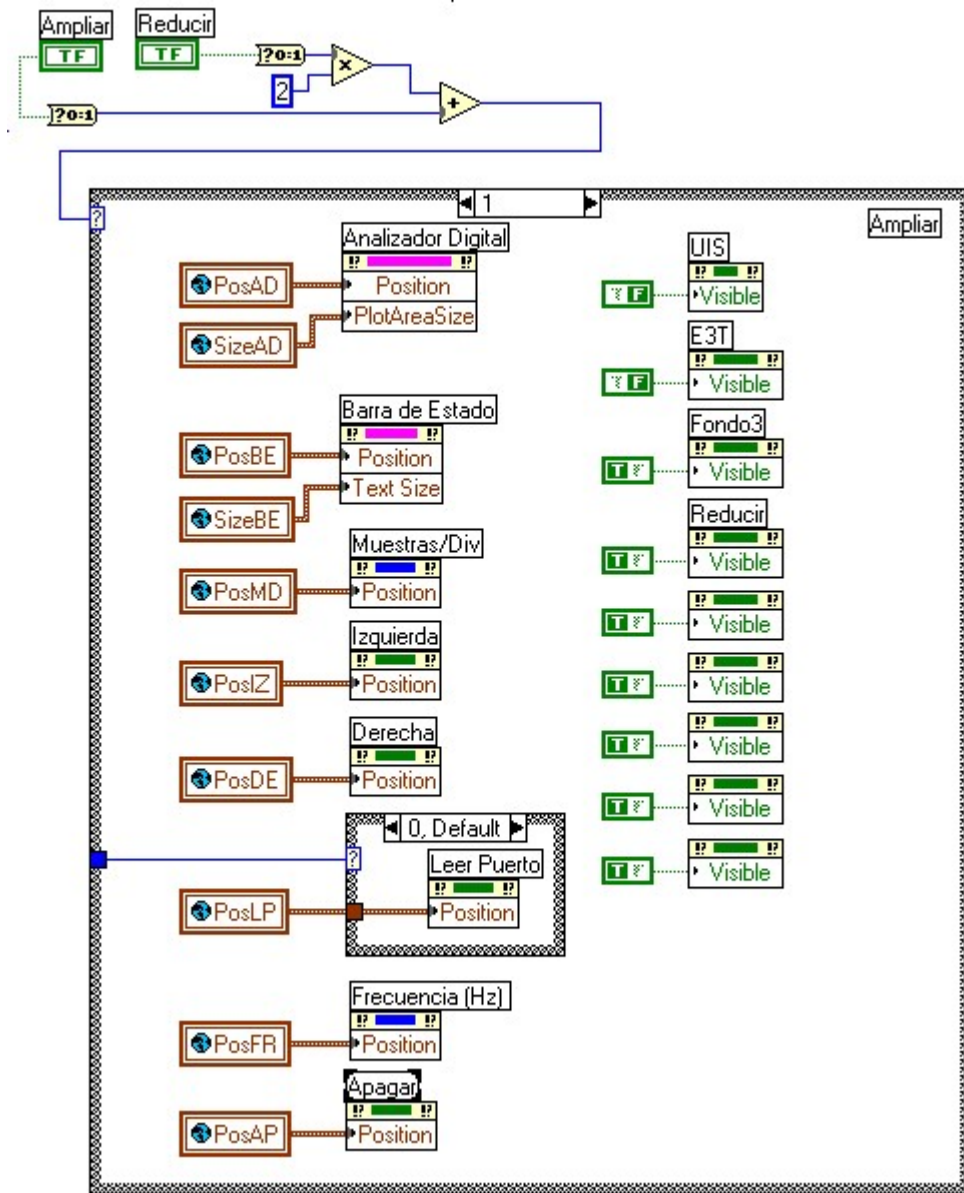 Ampliar Reducir
TF TF
?0:1
×
2
+
?0:1
1
?
Ampliar
Analizador Digital
!? !?
PosAD Position
SizeAD PlotAreaSize
UIS
!? !?
F Visible
E3T
!? !?
F Visible
Barra de Estado
!? !?
PosBE Position
SizeBE Text Size
Fondo3
!? !?
T F Visible
Muestras/Div
!? !?
PosMD Position
Reducir
!? !?
T F Visible
!? !?
T F Visible
Izquierda
!? !?
PosIZ Position
!? !?
T F Visible
Derecha
!? !?
PosDE Position
!? !?
T F Visible
!? !?
T F Visible
0, Default
?
Leer Puerto
!? !?
PosLP Position
!? !?
T F Visible
Frecuencia (Hz)
!? !?
PosFR Position
Apagar
!? !?
PosAP Position